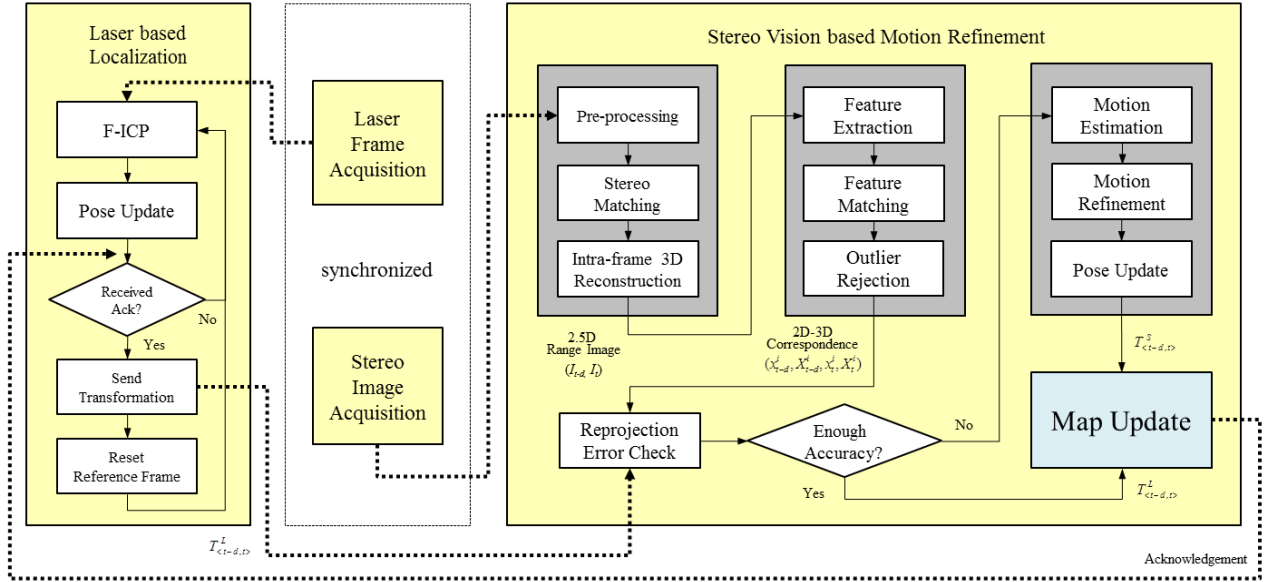 Laser based
Localization
F-ICP
Pose Update
Received
Ack?
No
Yes
Send
Transformation
Reset
Reference Frame
T^L_{<t-d,t>}
Laser
Frame
Acquisition
synchronized
Stereo
Image
Acquisition
Stereo Vision based Motion Refinement
Pre-processing
Stereo
Matching
Intra-frame 3D
Reconstruction
2.5D
Range Image
(I_{t-d}, I_t)
Feature
Extraction
Feature
Matching
Outlier
Rejection
2D-3D
Correspondence
(x^i_{t-d}, X^i_{t-d}, x^i_t, X^i_t)
Motion
Estimation
Motion
Refinement
Pose Update
T^S_{<t-d,t>}
Reprojection
Error Check
Enough
Accuracy?
No
Yes
Map Update
T^L_{<t-d,t>}
Acknowledgement